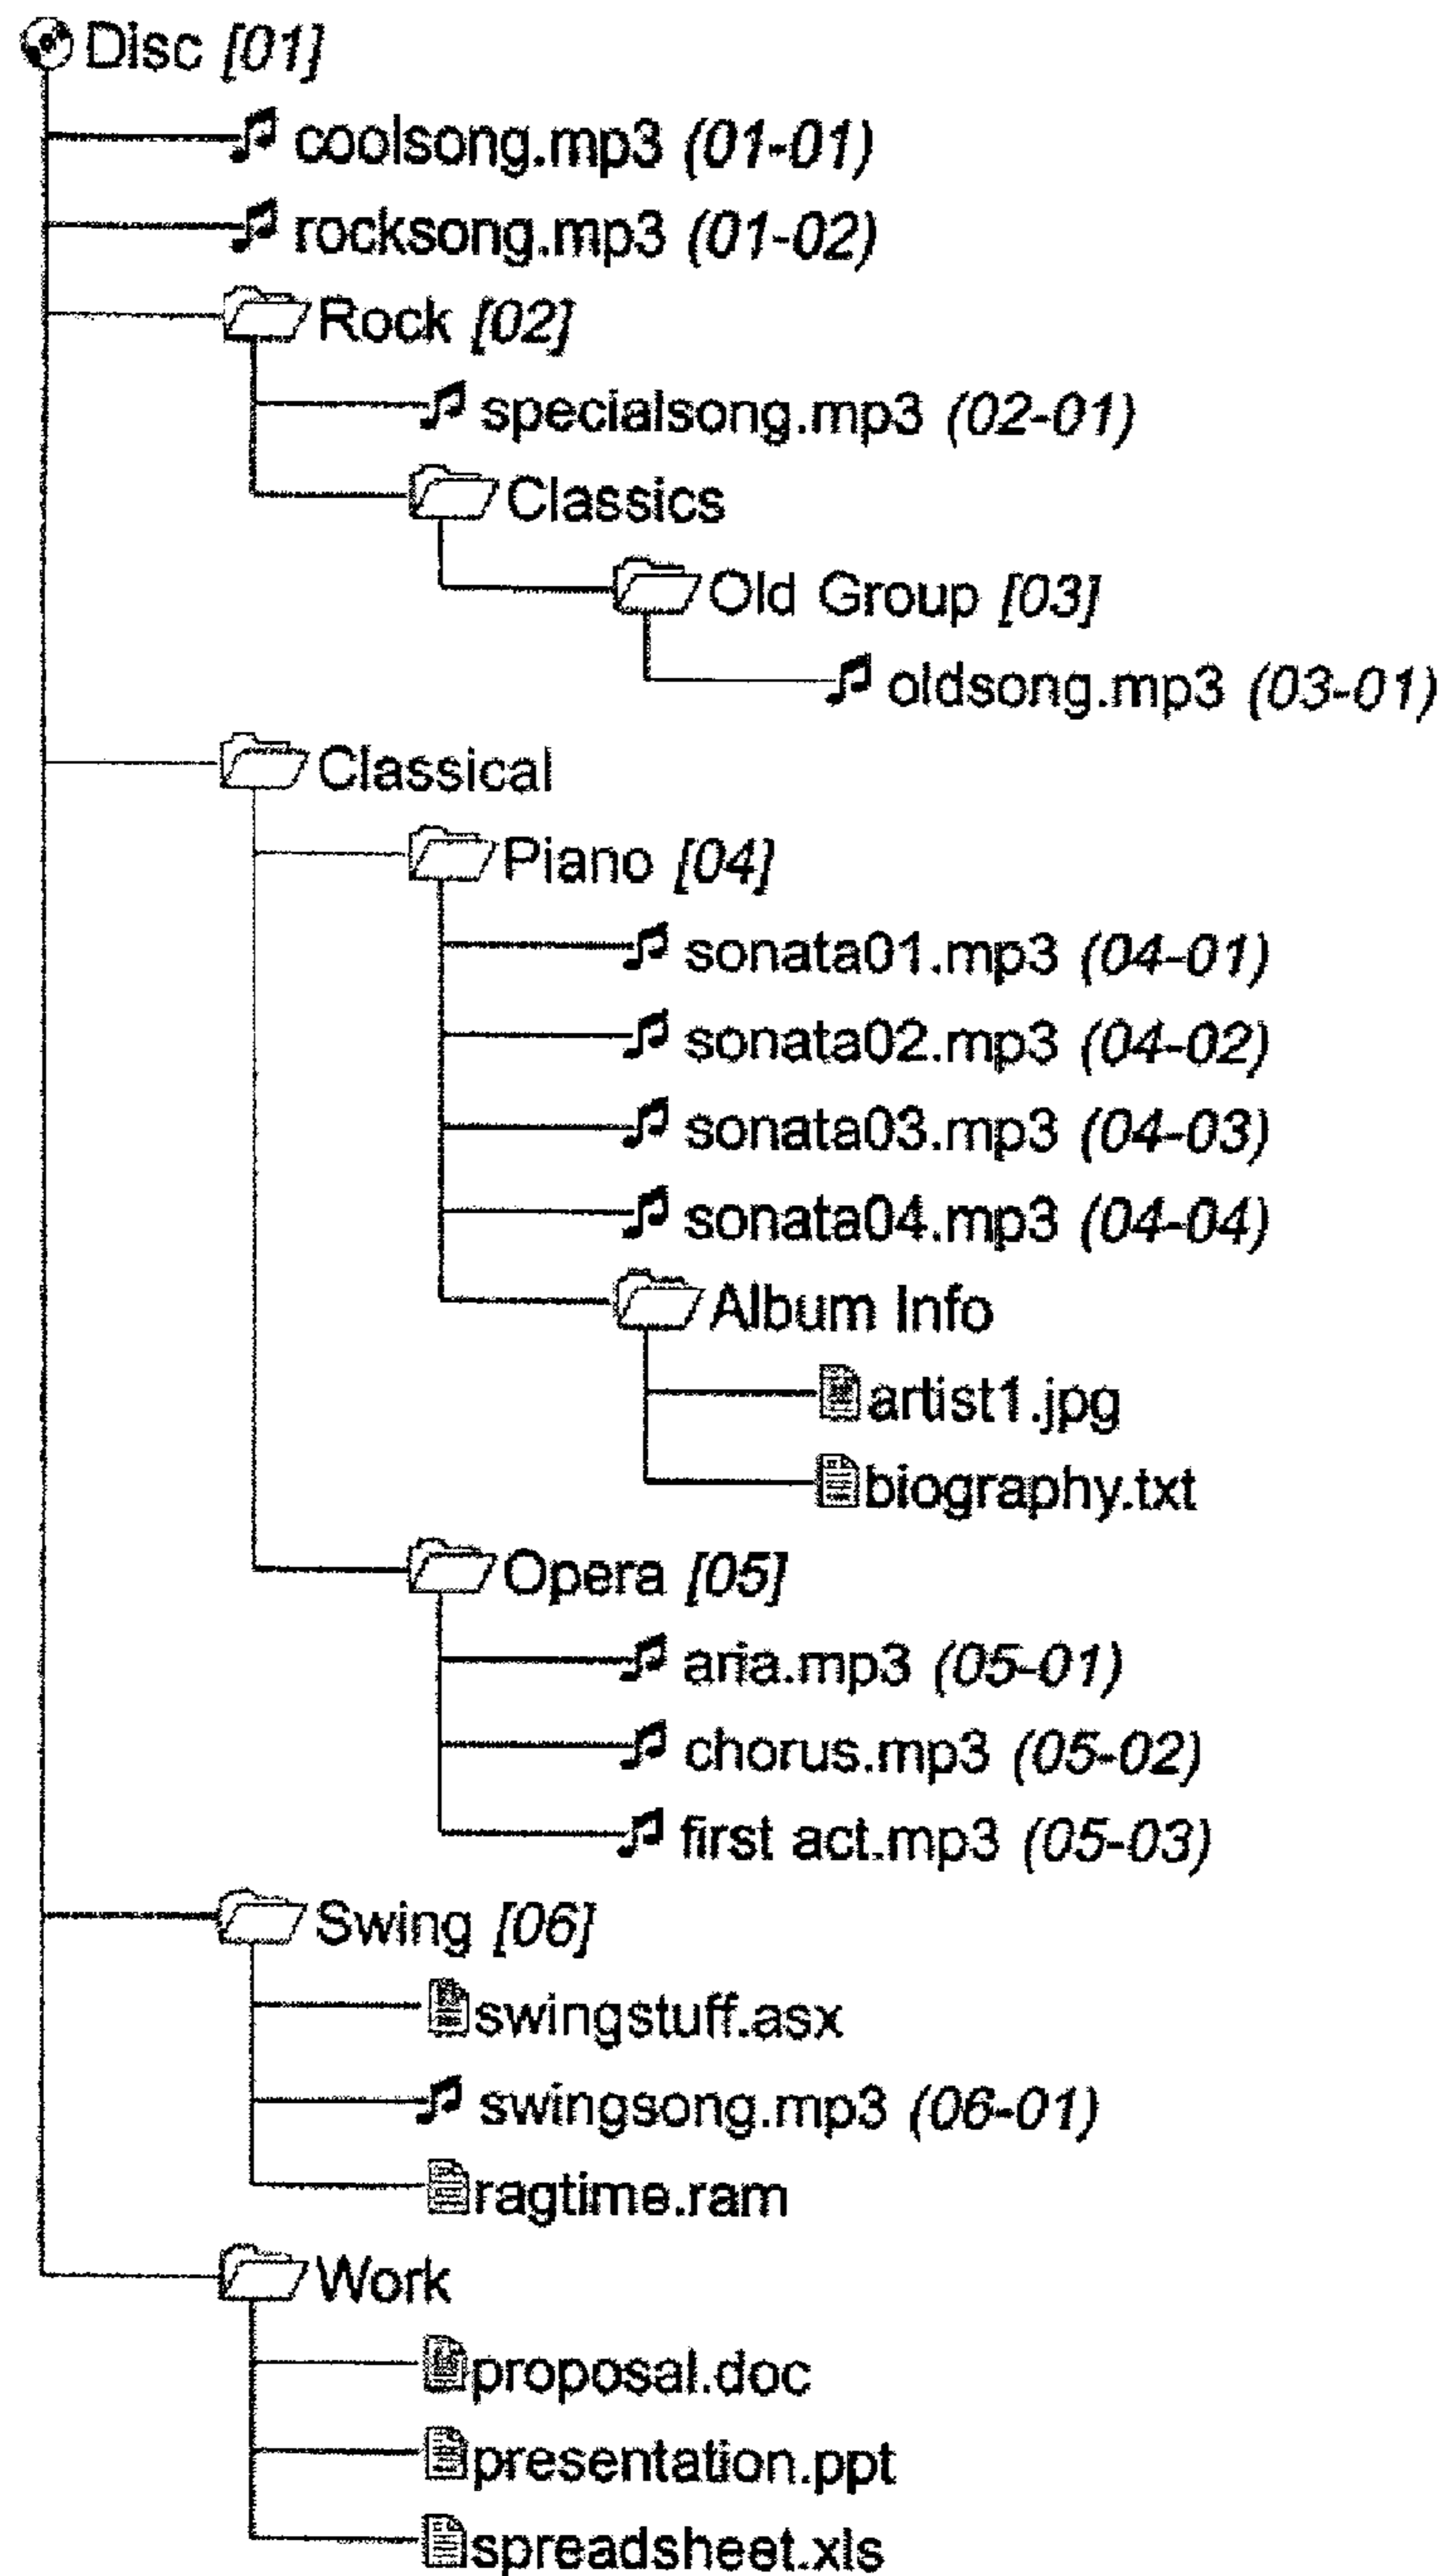 Disc [01]
coolsong.mp3 (01-01)
rocksong.mp3 (01-02)
Rock [02]
specialsong.mp3 (02-01)
Classics
Old Group [03]
oldsong.mp3 (03-01)
Classical
Piano [04]
sonata01.mp3 (04-01)
sonata02.mp3 (04-02)
sonata03.mp3 (04-03)
sonata04.mp3 (04-04)
Album Info
artist1.jpg
biography.txt
Opera [05]
aria.mp3 (05-01)
chorus.mp3 (05-02)
first act.mp3 (05-03)
Swing [06]
swingstuff.asx
swingsong.mp3 (06-01)
ragtime.ram
Work
proposal.doc
presentation.ppt
spreadsheet.xls